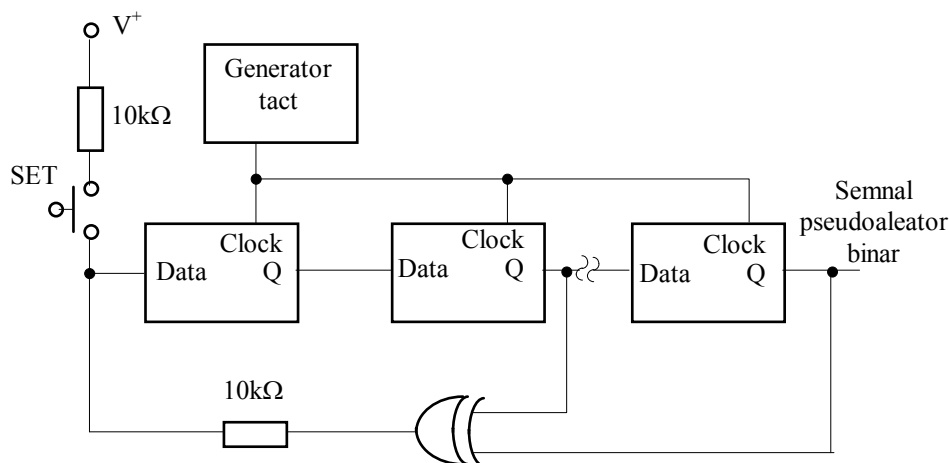 V+
Generator
tact
10kΩ
SET
Semnal
pseudoaleator
binar
Clock
Data Q
Clock
Data Q
Clock
Data Q
10kΩ